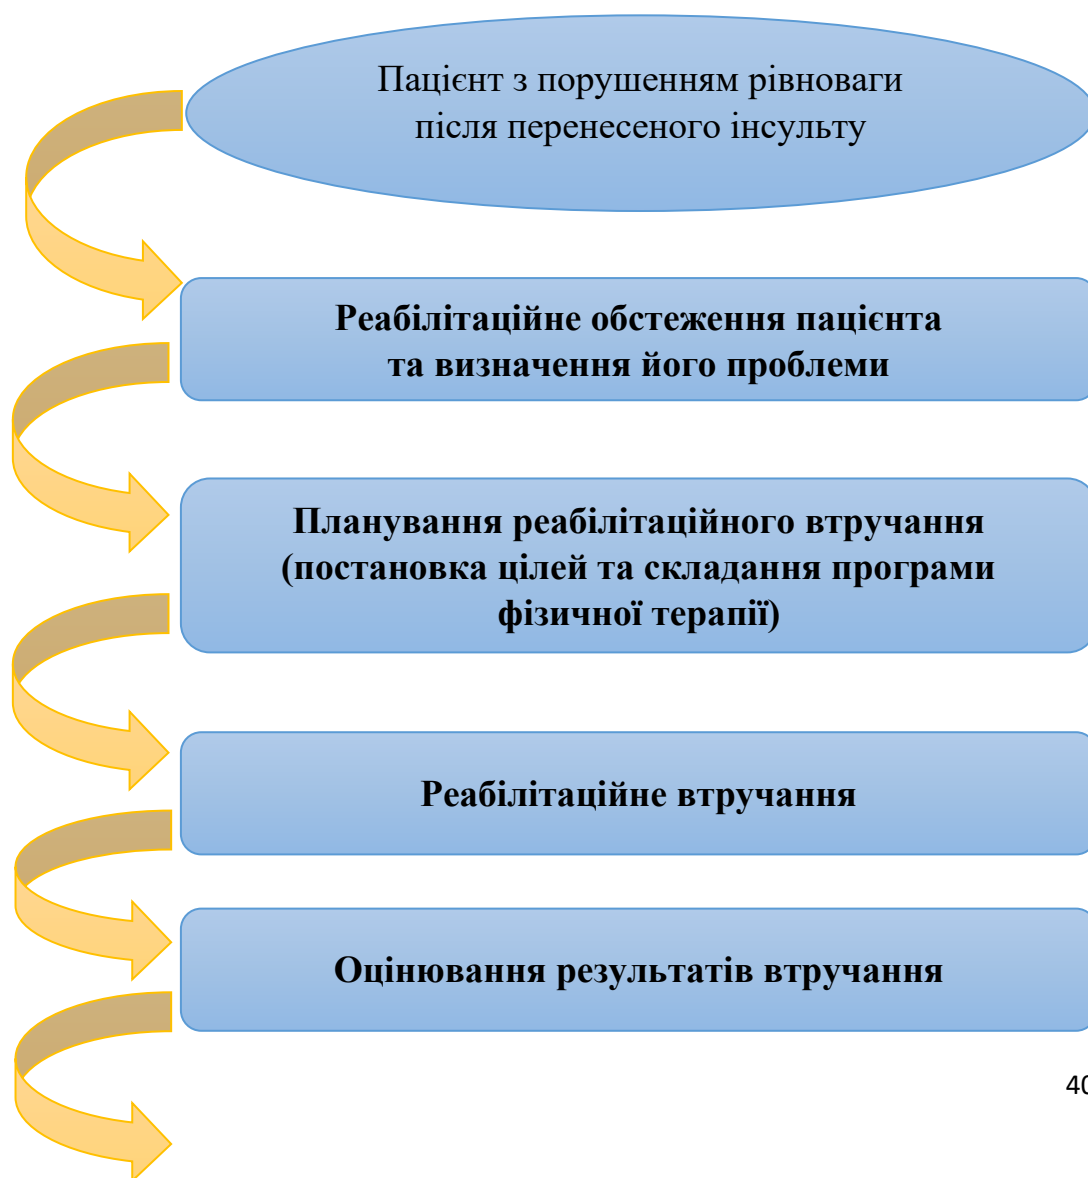 Пацієнт з порушенням рівноваги
після перенесеного інсульту
Реабілітаційне обстеження пацієнта
та визначення його проблеми
Планування реабілітаційного втручання
(постановка цілей та складання програми
фізичної терапії)
Реабілітаційне втручання
Оцінювання результатів втручання
40